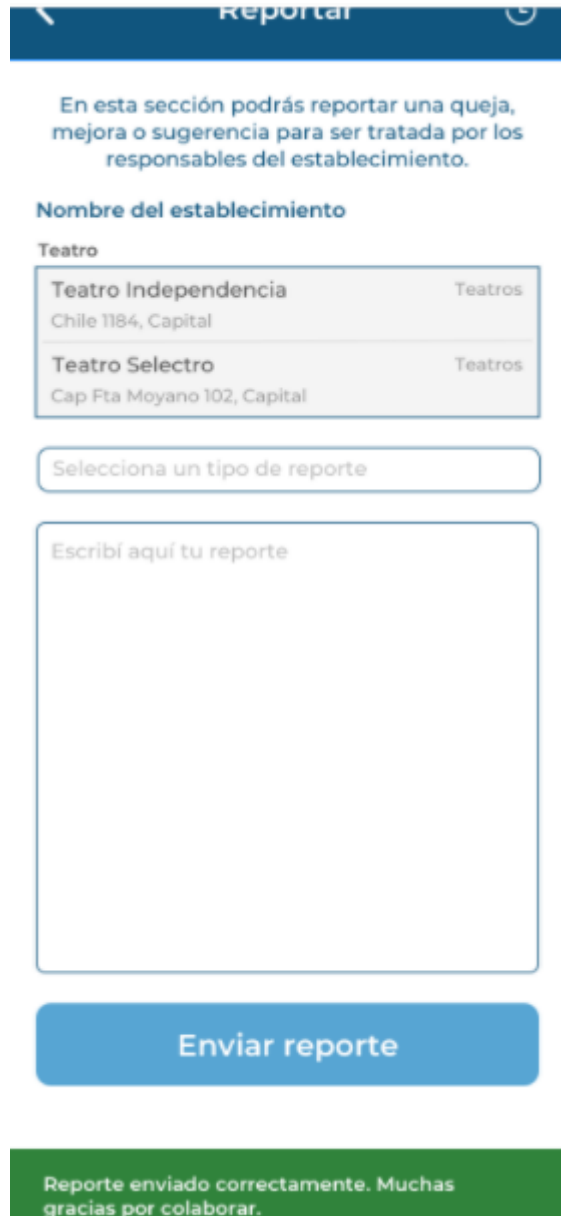 Reportar
En esta sección podrás reportar una queja,
mejora o sugerencia para ser tratada por los
responsables del establecimiento.
Nombre del establecimiento
Teatro
Teatro Independencia Teatros
Chile 1184, Capital
Teatro Selectro Teatros
Cap Fta Moyano 102, Capital
Selecciona un tipo de reporte
Escribí aquí tu reporte
Enviar reporte
Reporte enviado correctamente. Muchas
gracias por colaborar.